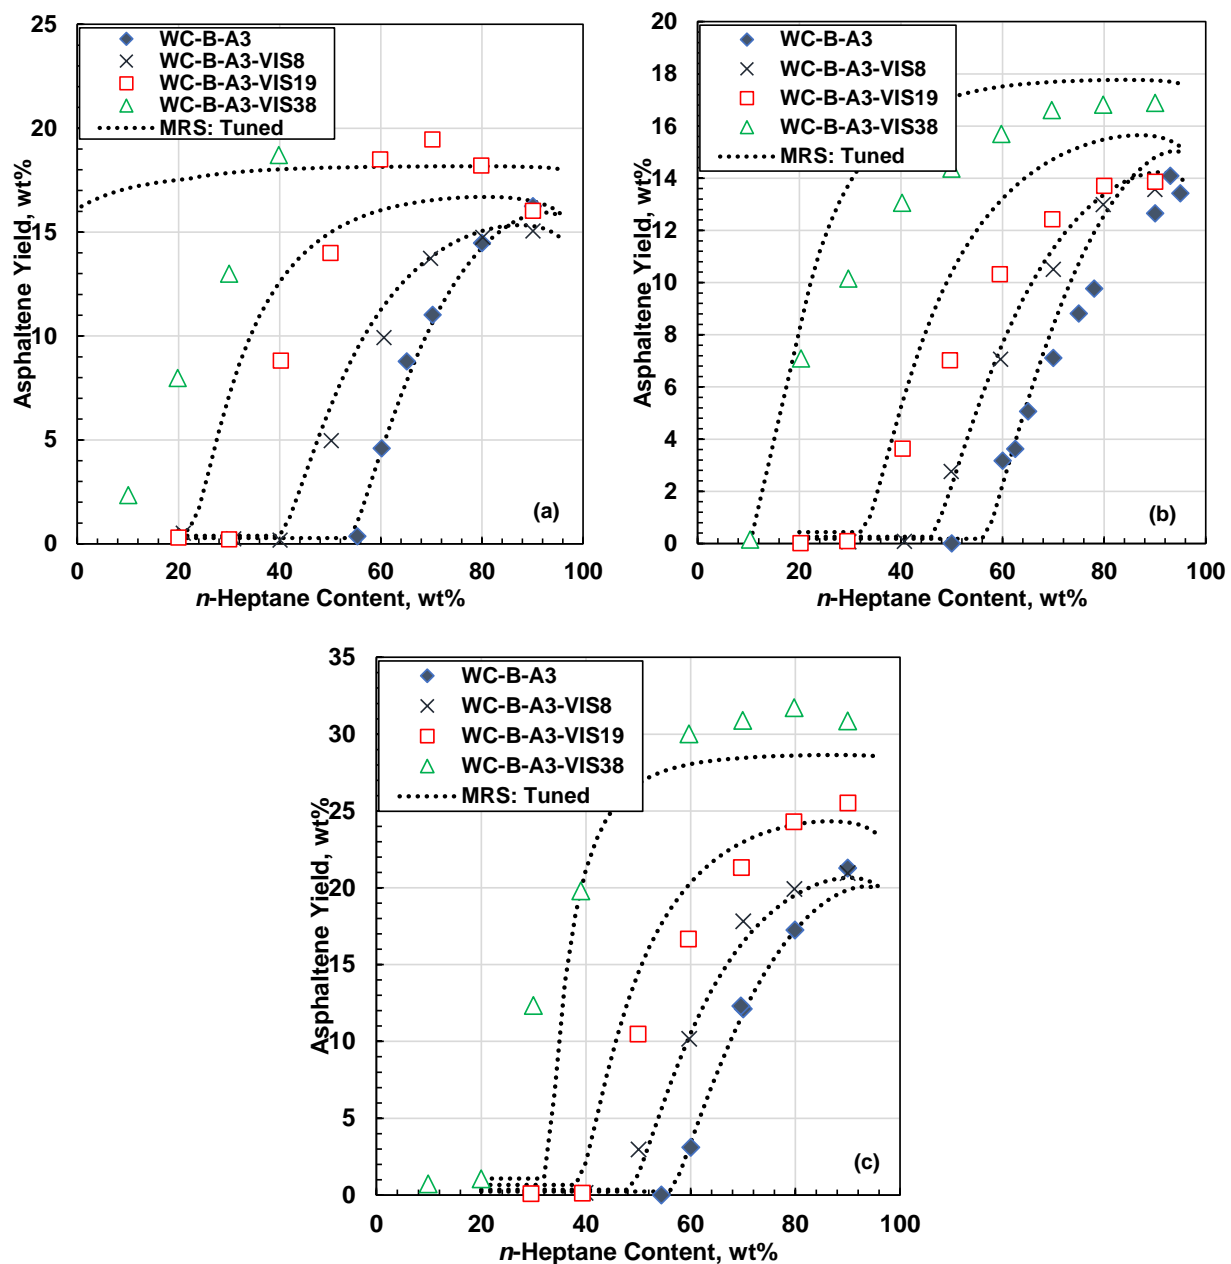 25
20
15
10
5
0
0
20
40
60
80
100
Asphaltene Yield, wt%
n-Heptane Content, wt%
WC-B-A3
WC-B-A3-VIS8
WC-B-A3-VIS19
WC-B-A3-VIS38
MRS: Tuned
(a)
20
18
16
14
12
10
8
6
4
2
0
0
20
40
60
80
100
Asphaltene Yield, wt%
n-Heptane Content, wt%
WC-B-A3
WC-B-A3-VIS8
WC-B-A3-VIS19
WC-B-A3-VIS38
MRS: Tuned
(b)
35
30
25
20
15
10
5
0
0
20
40
60
80
100
Asphaltene Yield, wt%
n-Heptane Content, wt%
WC-B-A3
WC-B-A3-VIS8
WC-B-A3-VIS19
WC-B-A3-VIS38
MRS: Tuned
(c)